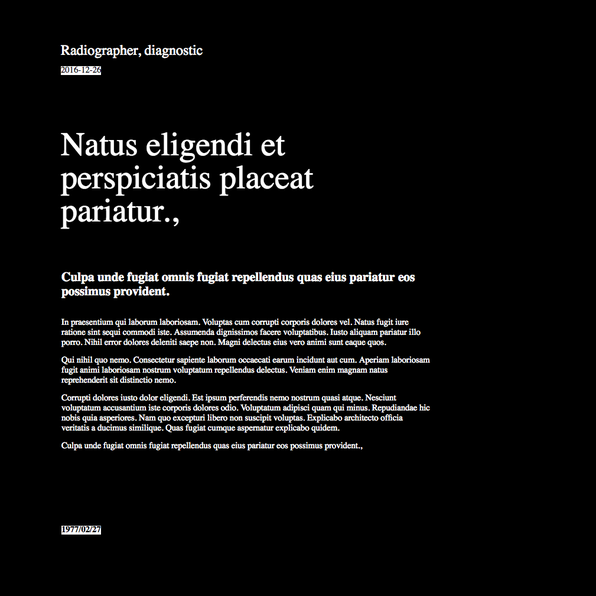 Radiographer, diagnostic
2016-12-26
Natus eligendi et
perspiciatis placeat
pariatur.,
Culpa unde fugiat omnis fugiat repellendus quas eius pariatur eos
possimus provident.
In praesentium qui laborum laboriosam. Voluptas cum corrupti corporis dolores vel. Natus fugit iure
ratione sint sequi commodi iste. Assumenda dignissimos facere voluptatibus. Iusto aliquam pariatur illo
porro. Nihil error dolores deleniti saepe non. Magni delectus eius vero animi sunt eaque quos.
Qui nihil quo nemo. Consectetur sapiente laborum occaecati earum incidunt aut cum. Aperiam laboriosam
fugit animi laboriosam nostrum voluptatum repellendus delectus. Veniam enim magnam natus
reprehenderit sit distinctio nemo.
Corrupti dolores iusto dolor eligendi. Est ipsum perferendis nemo nostrum quasi atque. Nesciunt
voluptatum accusantium iste corporis dolores odio. Voluptatum adipisci quam qui minus. Repudiandae hic
nobis quia asperiores. Nam quo excepturi libero non suscipit voluptas. Explicabo architecto officia
veritatis a ducimus similique. Quas fugiat cumque aspernatur explicabo quidem.
Culpa unde fugiat omnis fugiat repellendus quas eius pariatur eos possimus provident.,
1977/02/27